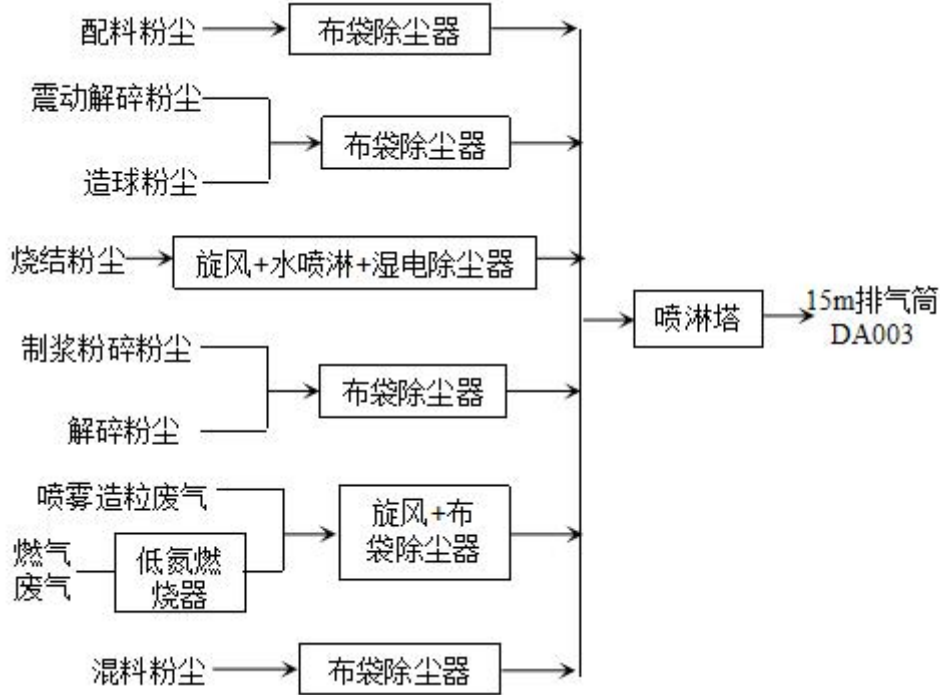 配料粉尘
布袋除尘器
震动解碎粉尘
布袋除尘器
造球粉尘
烧结粉尘
旋风+水喷淋+湿电除尘器
喷淋塔
15m排气筒
DA003
制浆粉碎粉尘
布袋除尘器
解碎粉尘
喷雾造粒废气
旋风+布
袋除尘器
燃气
废气
低氮燃
烧器
混料粉尘
布袋除尘器